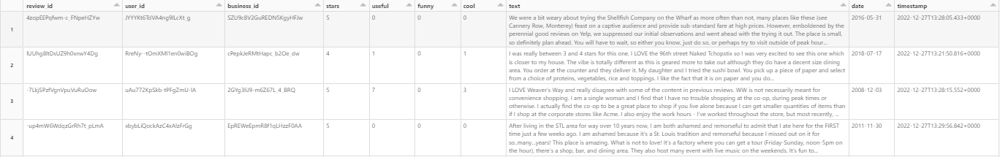 review_id user_id business_id stars useful funny cool text date timestamp
1 4zopEEPqfwm-c_FNpeHZYw JYYYKt6TdVA4ng9lLcXt_g SZU9c8V2GuREDN5KgyHFJw 5 0 0 0 We were a bit weary about trying the Shellfish Company on the Wharf as more often than not, many places like these (see 2016-05-31 2022-12-27T13:28:05.433+0000
Cannery Row, Monterey) feast on a captive audience and provide sub-standard fare at high prices. However, emboldened by the
perennial good reviews on Yelp, we suppressed our initial observations and went ahead with the trying it out. The place is small,
so definitely plan ahead. You will have to wait, so either you know, just do so, or perhaps try to visit outside of peak hour...
2 lUUhg8ltDsUZ9h0xnwY4Dg RreNy--tOmXMl1en0wiBOg cPepkJeRMtHapc_b2Oe_dw 4 1 0 1 I was really between 3 and 4 stars for this one. I LOVE the 96th street Naked Tchopstix so I was very excited to see this one which 2018-07-17 2022-12-27T13:21:50.816+0000
is closer to my house. The vibe is totally different as this is geared more to take out although they do have a decent size dining
area. You order at the counter and they deliver it. My daughter and I tried the sushi bowl. You pick up a piece of paper and select
from a choice of proteins, vegetables, rice and toppings. I like the fact that it is on paper and you do...
3 -7LkjSPzfVgnVpuVuRuOow uAu772KpSkb-tPFgZmU-lA 2GYg3liJ9-m6Z67L_4_BRQ 5 7 0 3 I LOVE Weaver's Way and really disagree with some of the content in previous reviews. WW is not necessarily meant for 2008-12-03 2022-12-27T13:28:15.552+0000
convenience shopping. I am a single woman and I find that I have no trouble shopping at the co-op, during peak times or
otherwise. I actually find the co-op to be a great place to shop if you live alone because I can get smaller quantities of items than
if I shop at the corporate stores like Acme. I also enjoy the work hours - I've worked throughout the store, but most recently, ...
4 -up4mW6WdqzGrRh7t_pLmA xbybLiQockAzC4xAlzFrGg EpREWeEpmR8f1qLHzzF0AA 5 0 0 0 After living in the STL area for way over 10 years now, I am both ashamed and remorseful to admit that I ate here for the FIRST 2011-11-30 2022-12-27T13:29:56.842+0000
time just a few weeks ago. I am ashamed because it's a St. Louis tradition and remorseful because I missed out on it for
so..many...years! This place is amazing. What is not to love! It's a factory where you can get a tour (Friday-Sunday, noon-5pm on
the hour), there's a shop, bar, and dining area. They also host many event with live music on the weekends. It's fun to...